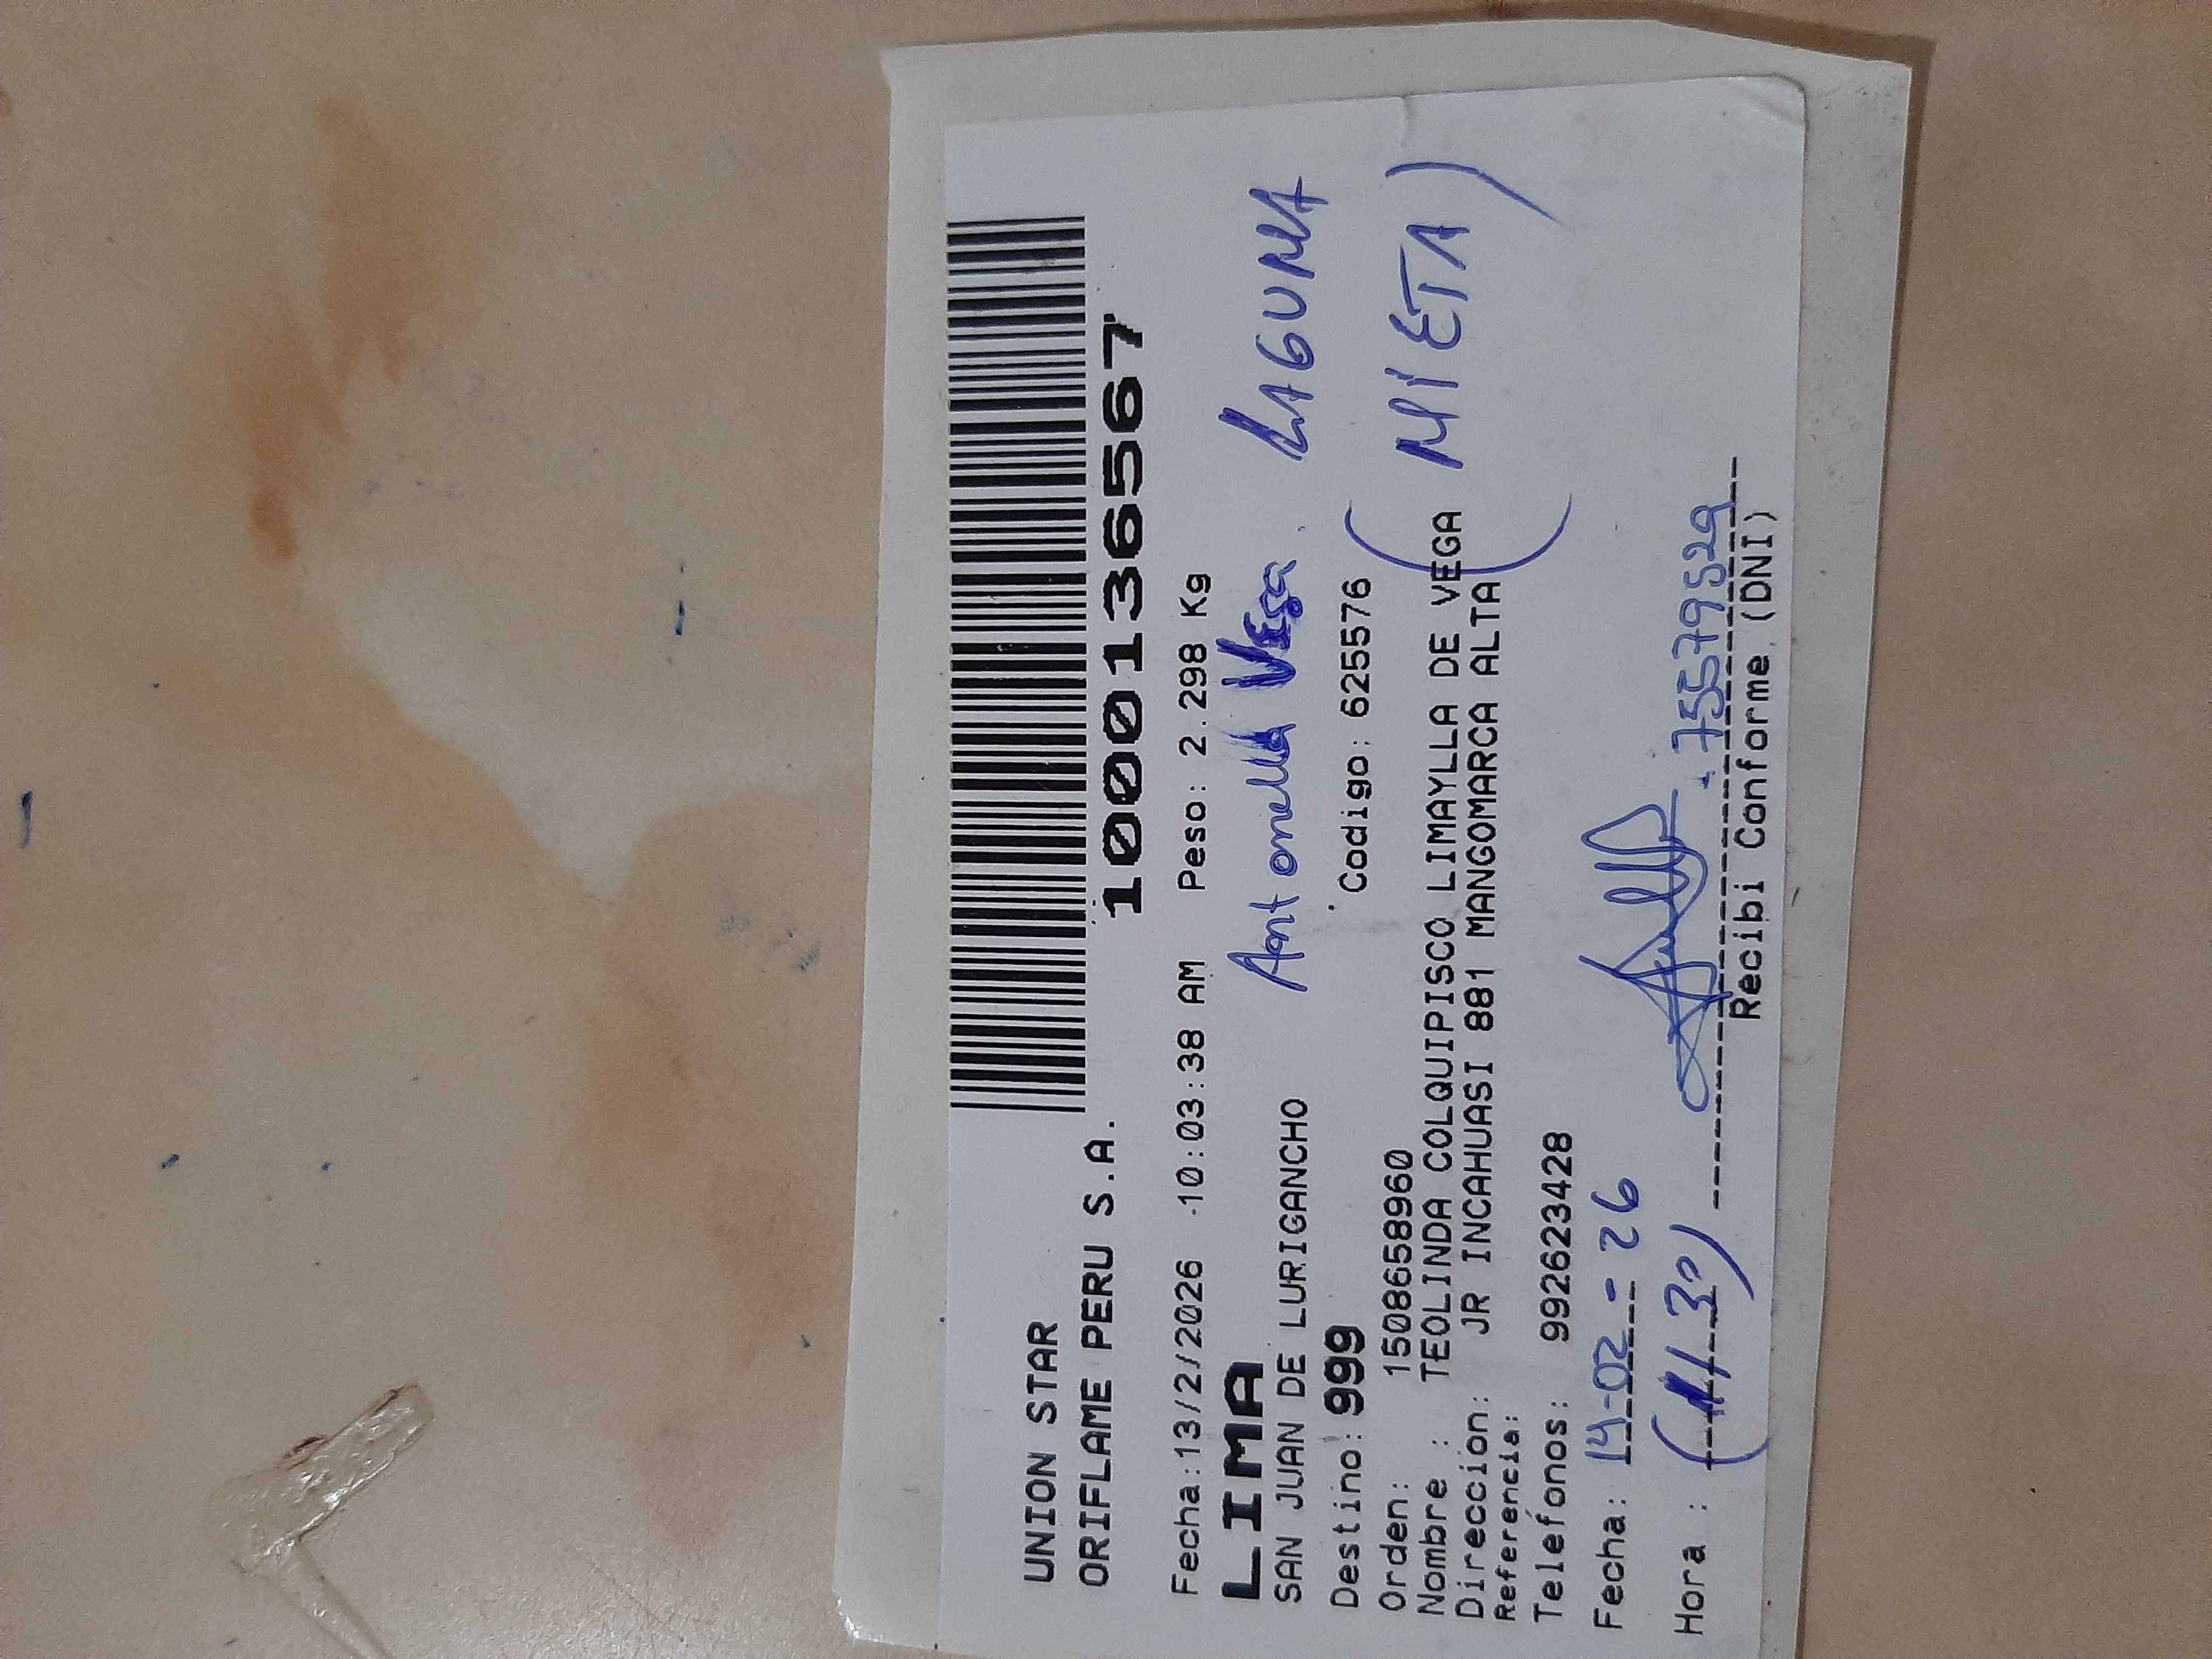 UNION STAR
ORIFLAME PERU S.A.
10001365567
Fecha:13/2/2026 10:03:38 AM Peso: 2.298 Kg
LIMA
Antonella Vega LAGUNA
SAN JUAN DE LURIGANCHO
Destino: 999 Codigo: 625576
Orden: 1508658960
(NIETA)
Nombre : TEOLINDA COLQUIPISCO LIMAYLLA DE VEGA
Direccion: JR INCAHUASI 881 MANGOMARCA ALTA
Referencia:
Telefonos: 992623428
Fecha: 14-02-26
Hora : (11.30)
75579529
Recibi Conforme (DNI)